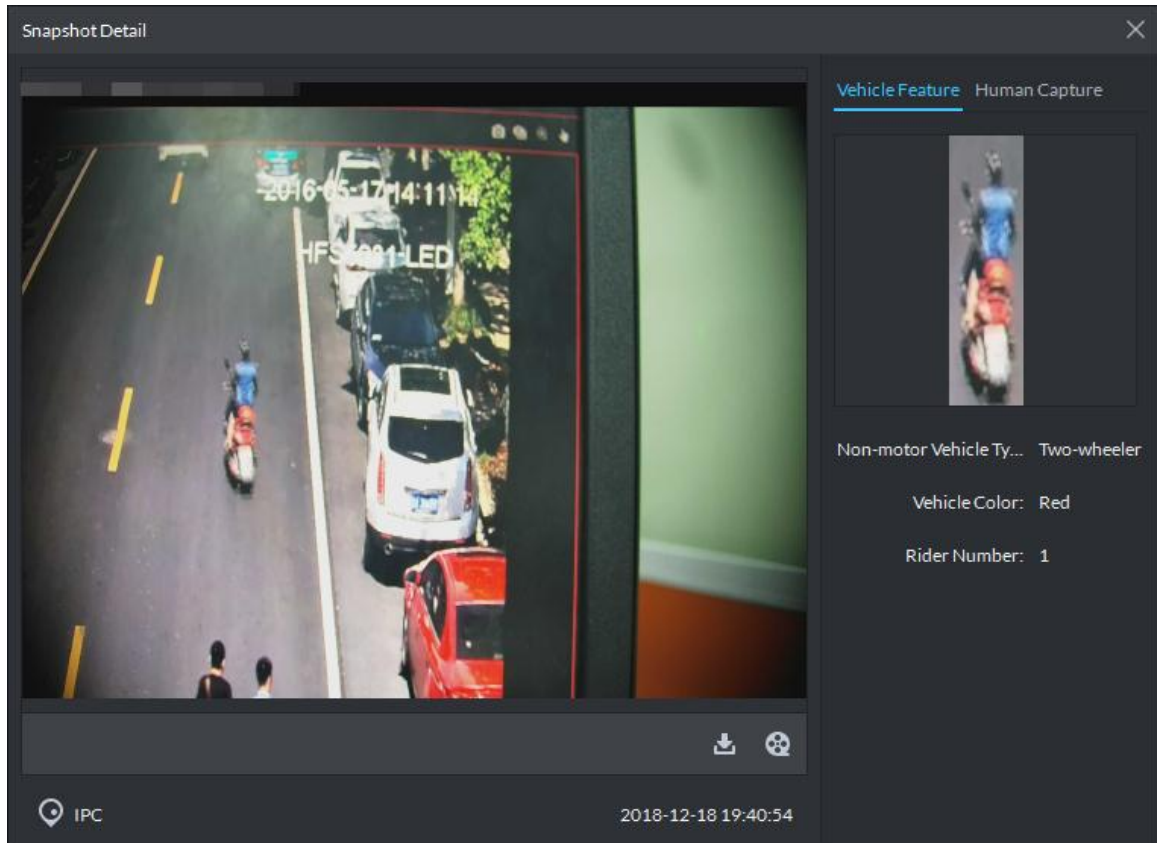 Snapshot Detail
Vehicle Feature Human Capture
2016-05-17 14:11:14
LED
Non-motor Vehicle Ty... Two-wheeler
Vehicle Color: Red
Rider Number: 1
IPC
2018-12-18 19:40:54